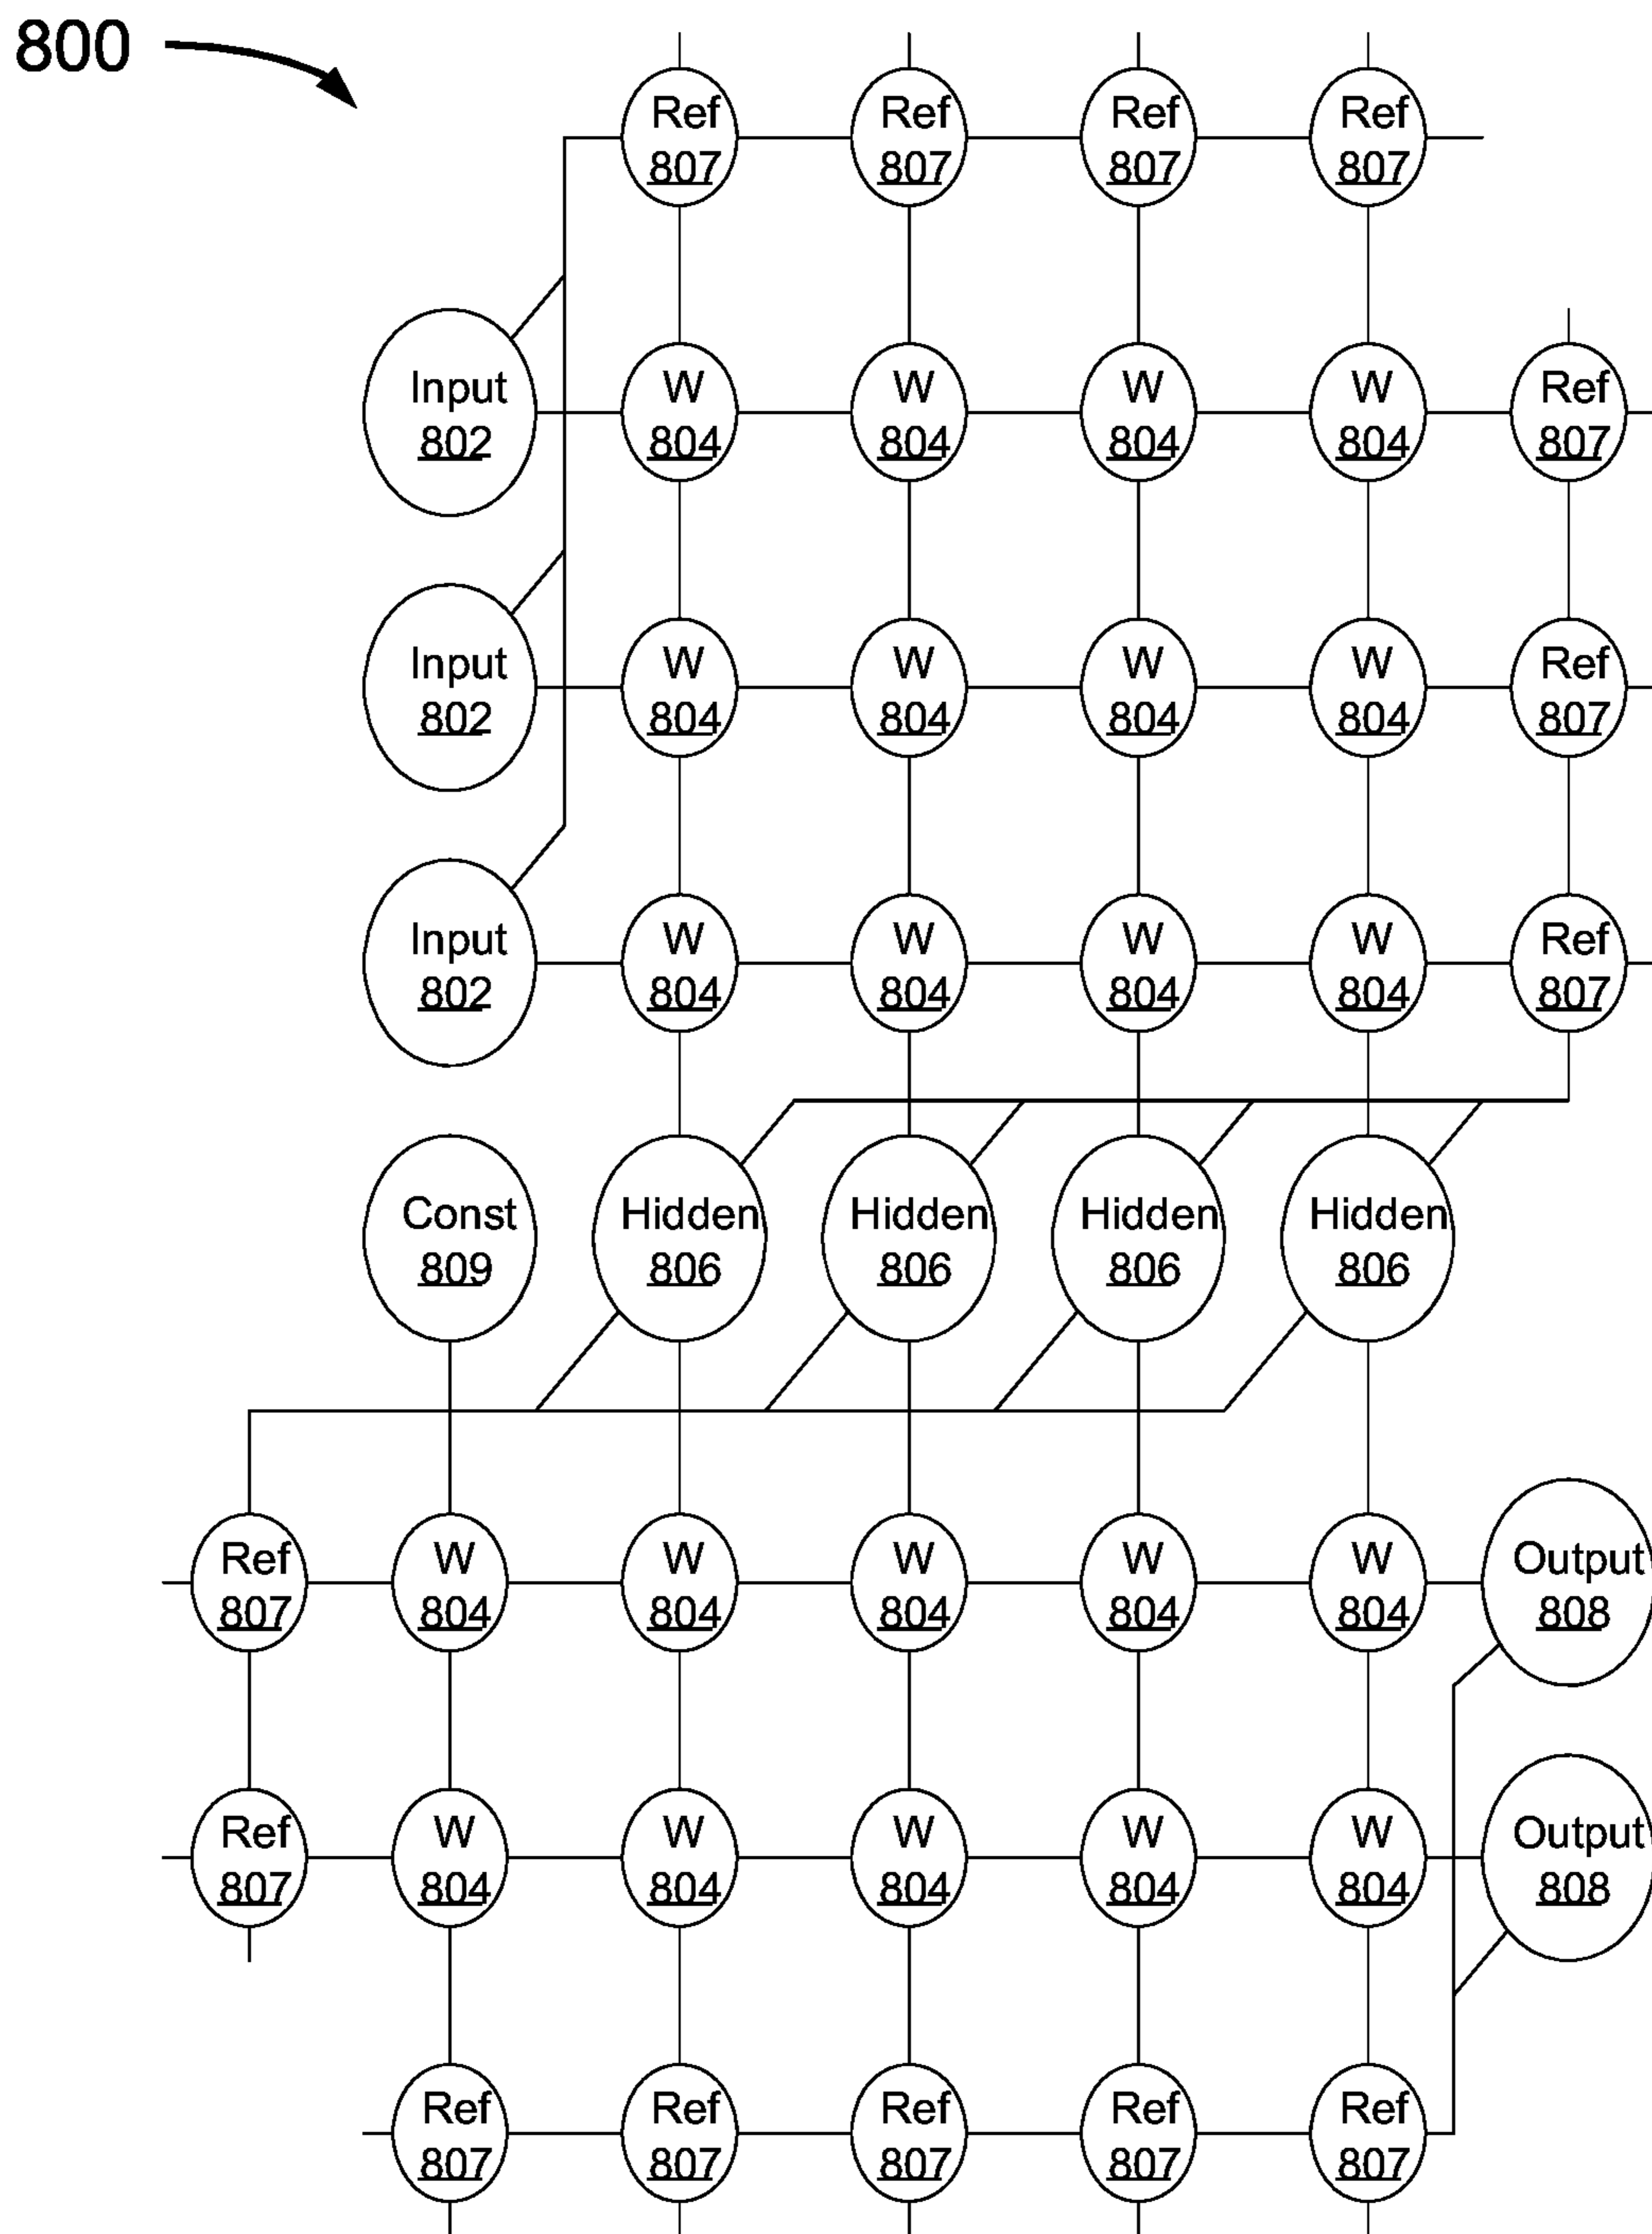 800
Ref Ref Ref Ref
807 807 807 807
Input W W W W Ref
802 804 804 804 804 807
Input W W W W Ref
802 804 804 804 804 807
Input W W W W Ref
802 804 804 804 804 807
Const Hidden Hidden Hidden Hidden
809 806 806 806 806
Ref W W W W W Output
807 804 804 804 804 804 808
Ref W W W W W Output
807 804 804 804 804 804 808
Ref Ref Ref Ref Ref
807 807 807 807 807